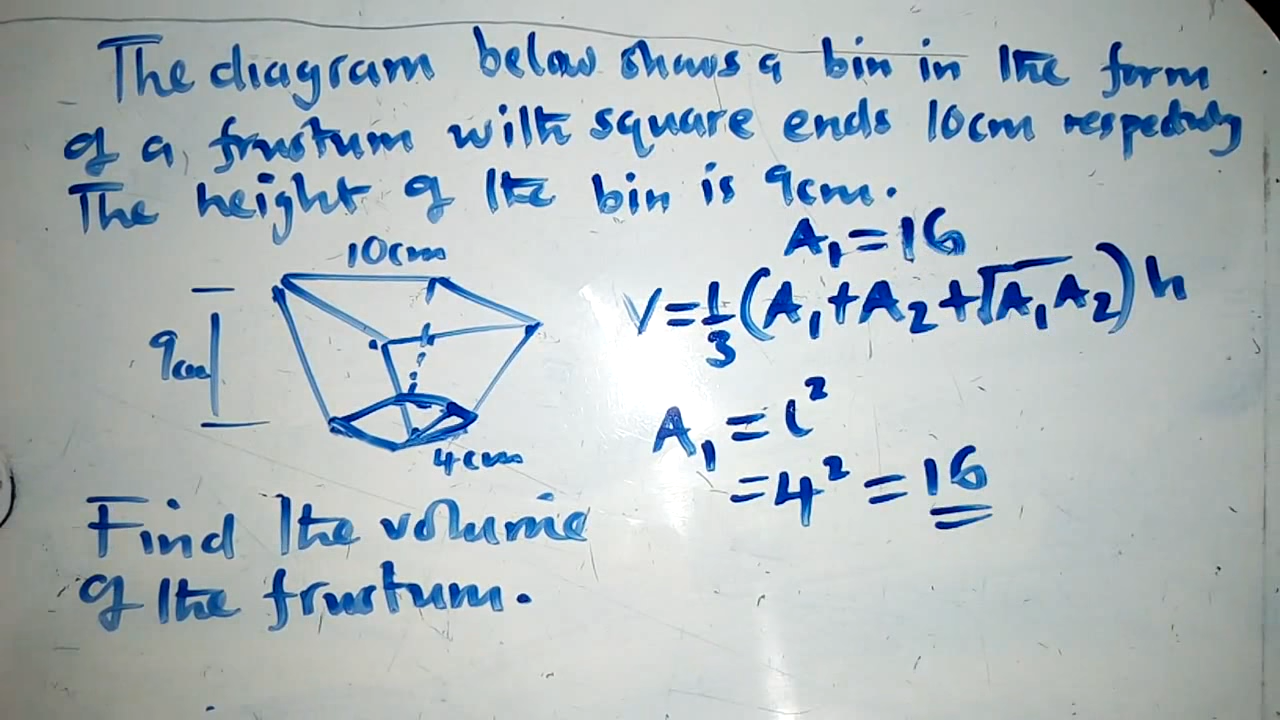 The diagram below shows a bin in the form
of a frustum with square ends 10cm respectively
The height of the bin is 9cm.
A₁=16
10cm
V=1/3(A₁+A₂+√A₁A₂)h
9cm
A₁=l²
4cm
=4²=16
Find the volume
of the frustum.